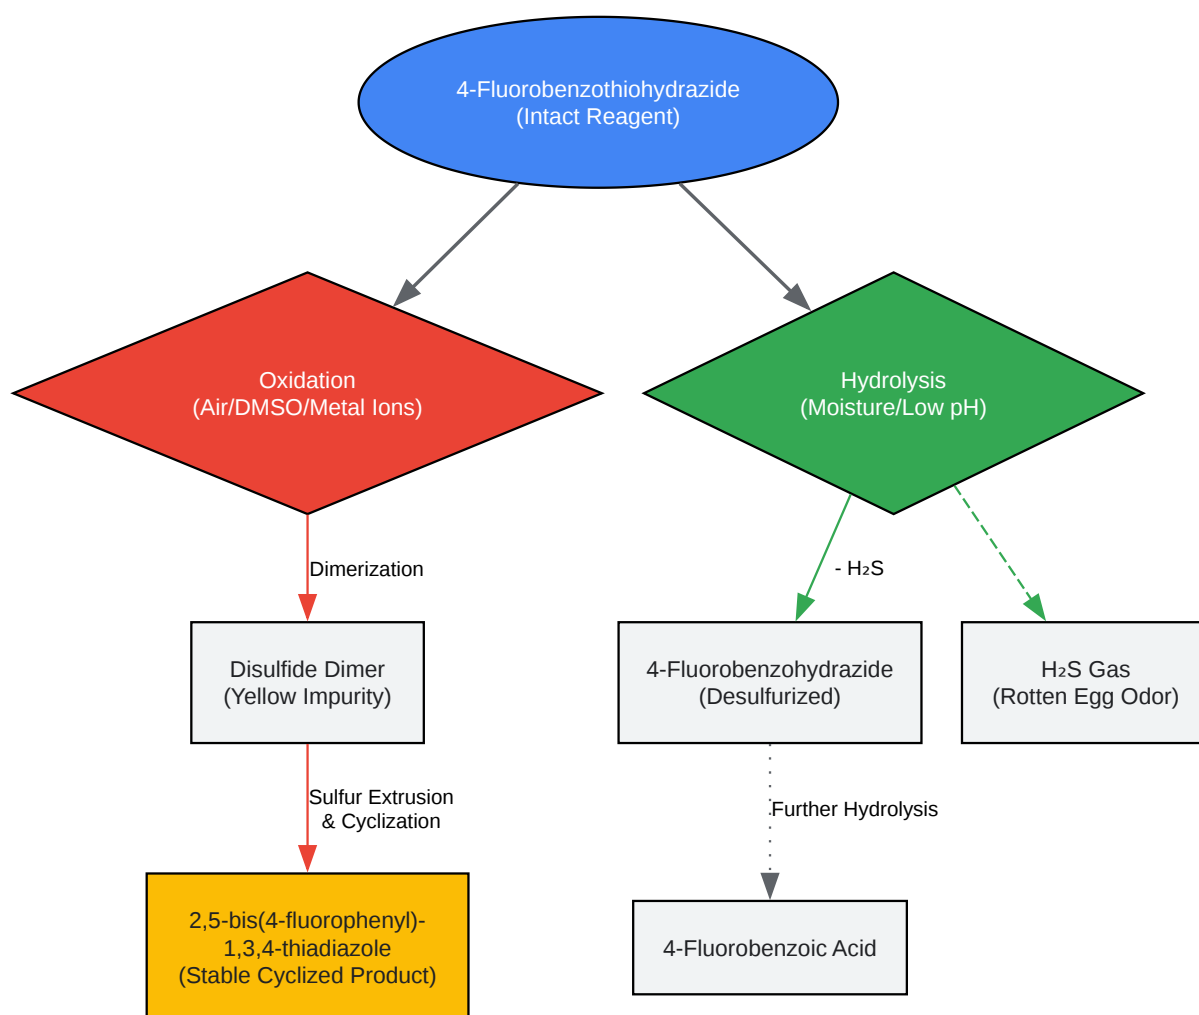 4-Fluorobenzothiohydrazide
(Intact Reagent)
Oxidation
(Air/DMSO/Metal Ions)
Hydrolysis
(Moisture/Low pH)
Dimerization
- H₂S
Disulfide Dimer
(Yellow Impurity)
4-Fluorobenzohydrazide
(Desulfurized)
H₂S Gas
(Rotten Egg Odor)
Sulfur Extrusion
& Cyclization
Further Hydrolysis
2,5-bis(4-fluorophenyl)-
1,3,4-thiadiazole
(Stable Cyclized Product)
4-Fluorobenzoic Acid